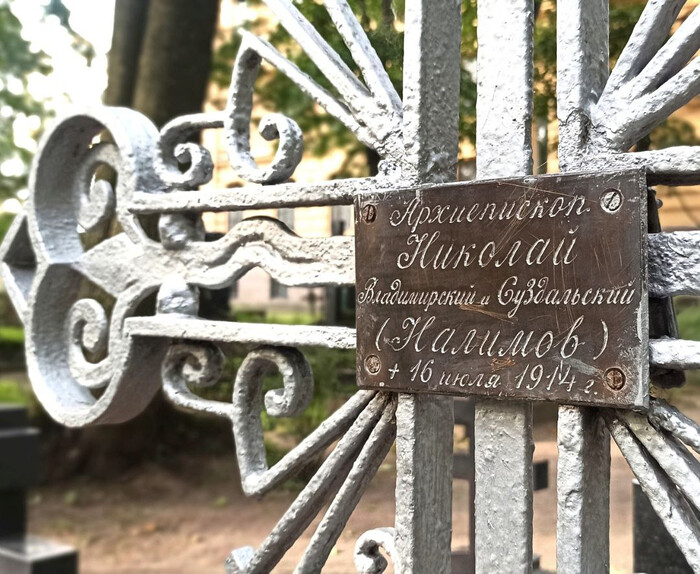 Архиепископ
Николай
Владимирский и Суздальский
(Налимов)
+ 16 июля 1914 г.